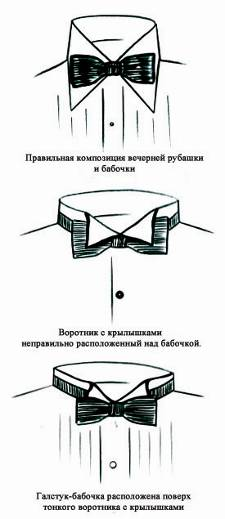 Правильная композиция вечерней рубашки
и бабочки
Воротник с крылышками
неправильно расположенный над бабочкой.
Галстук-бабочка расположена поверх
тонкого воротника с крылышками